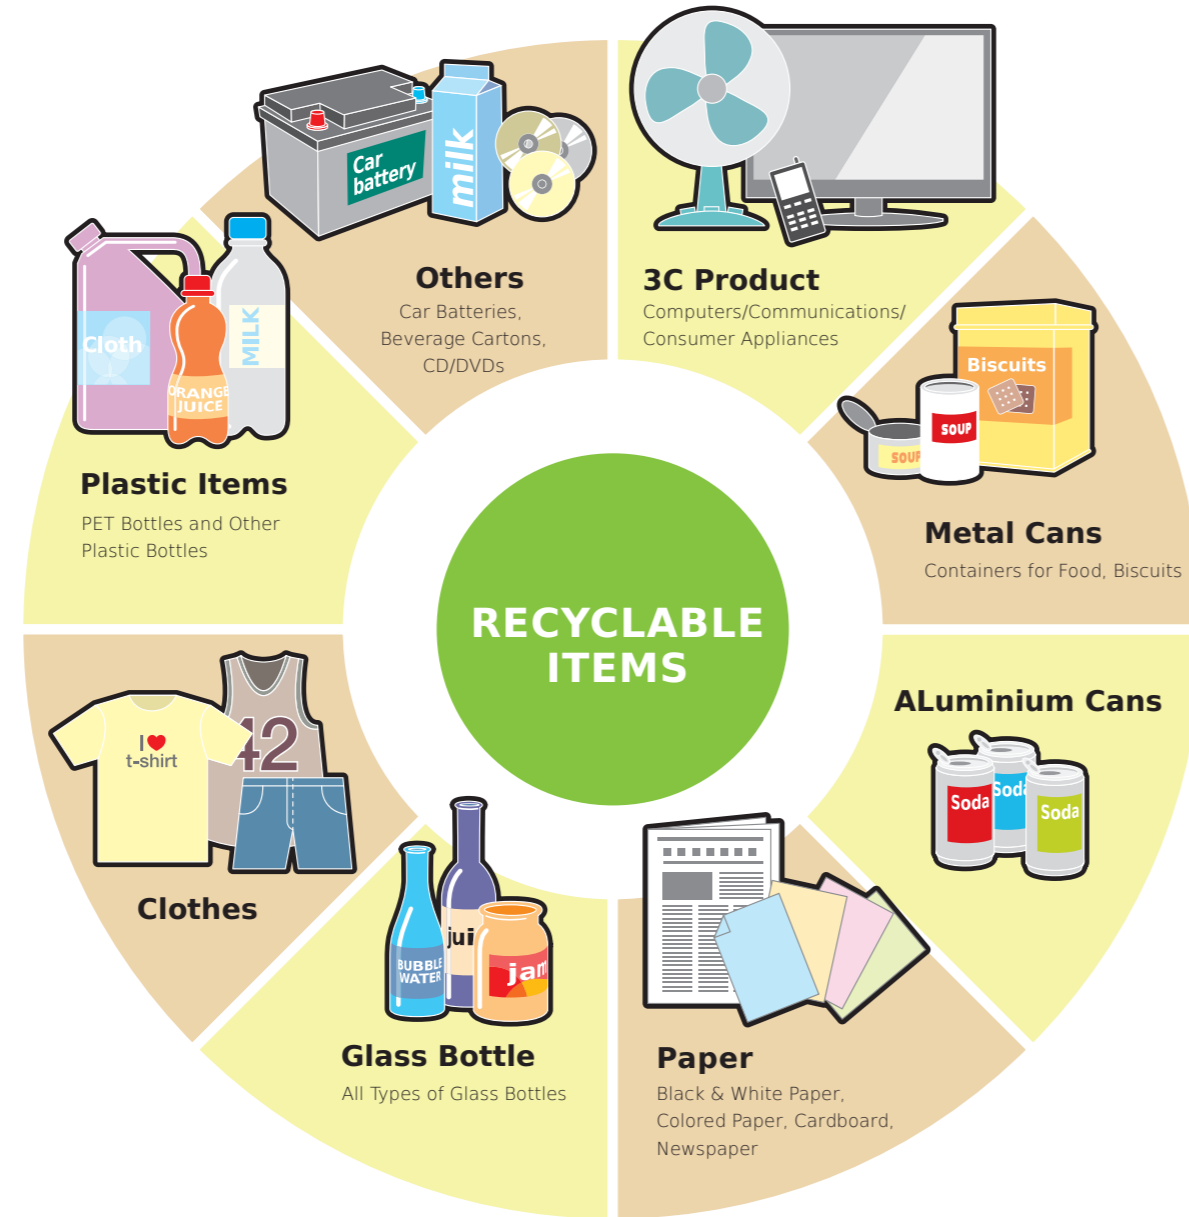 RECYCLABLE
ITEMS
3C Product
Computers/Communications/
Consumer Appliances
Biscuits
SOUP
SOUP
Metal Cans
Containers for Food, Biscuits
ALuminium Cans
Soda
Soda
Soda
Paper
Black & White Paper,
Colored Paper, Cardboard,
Newspaper
BUBBLE
WATER
jui
jam
Glass Bottle
All Types of Glass Bottles
I❤
t-shirt
42
Clothes
Cloth
ORANGE
JUICE
MILK
Plastic Items
PET Bottles and Other
Plastic Bottles
Car
battery
milk
Others
Car Batteries,
Beverage Cartons,
CD/DVDs